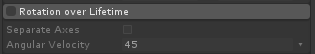 Rotation over Lifetime
Separate Axes
Angular Velocity 45